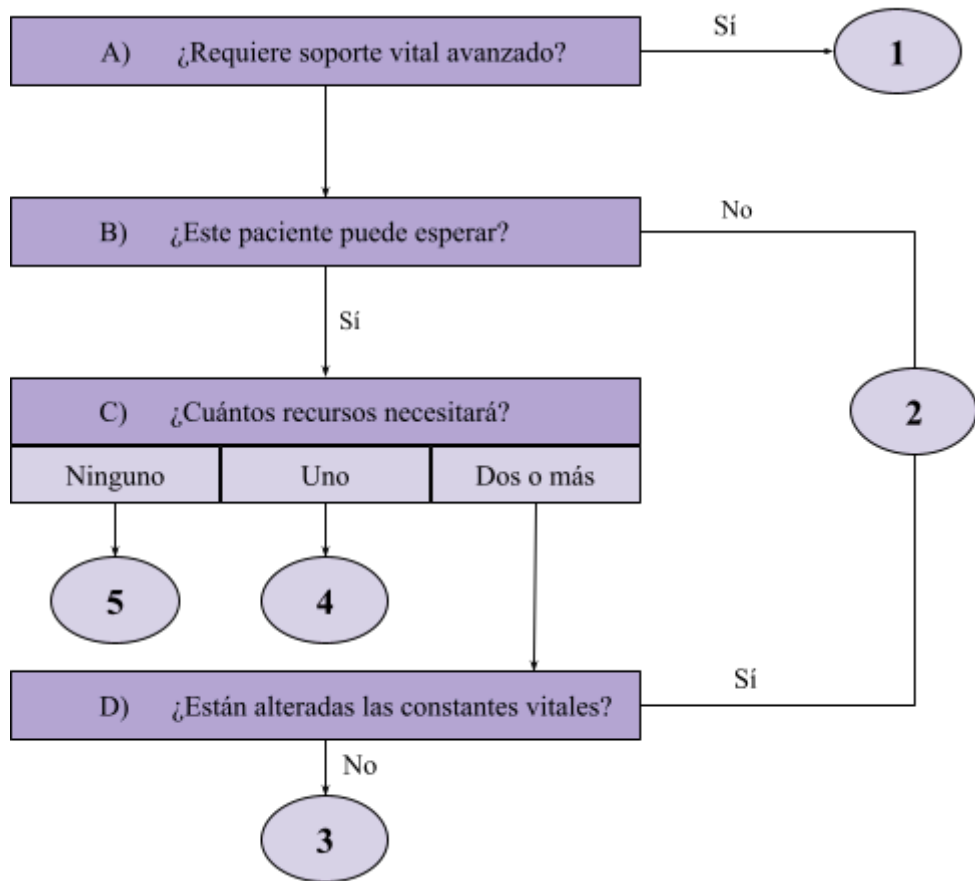 A) ¿Requiere soporte vital avanzado?
Sí
1
B) ¿Este paciente puede esperar?
No
Sí
C) ¿Cuántos recursos necesitará?
2
Ninguno
Uno
Dos o más
5
4
D) ¿Están alteradas las constantes vitales?
Sí
No
3